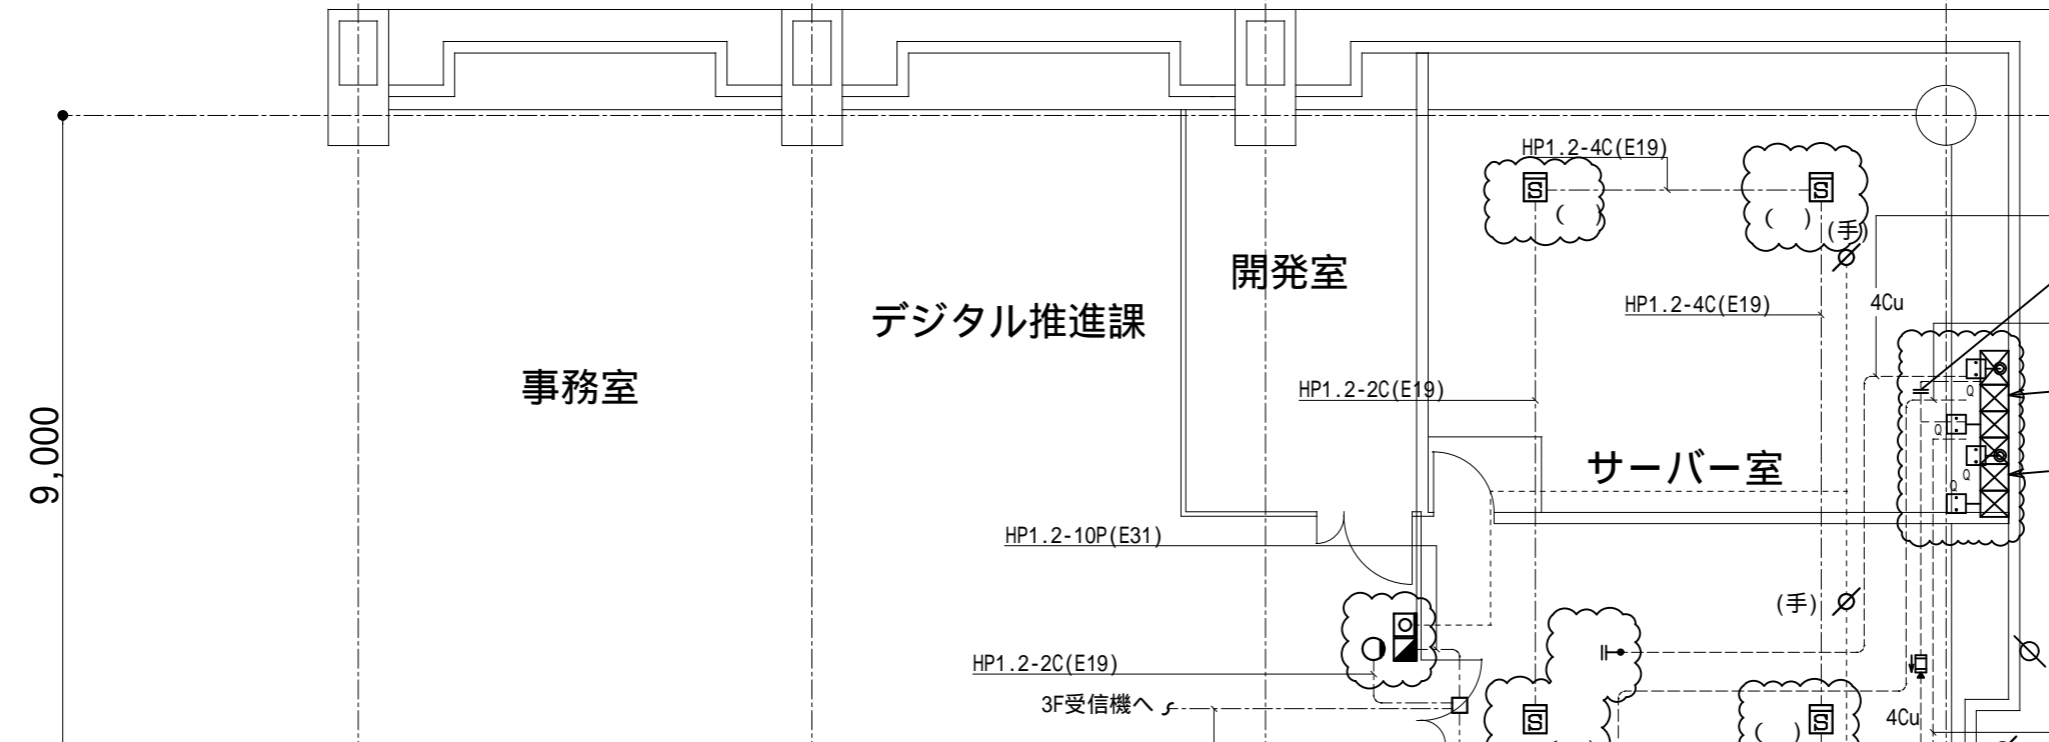 HP1.2-4C(E19)
S
S
( )
( )
(手)
開発室
HP1.2-4C(E19)
4Cu
デジタル推進課
事務室
HP1.2-2C(E19)
Q
9,000
Q
サーバー室
Q
Q
HP1.2-10P(E31)
(手)
HP1.2-2C(E19)
3F受信機へ
S
S
( )
4Cu